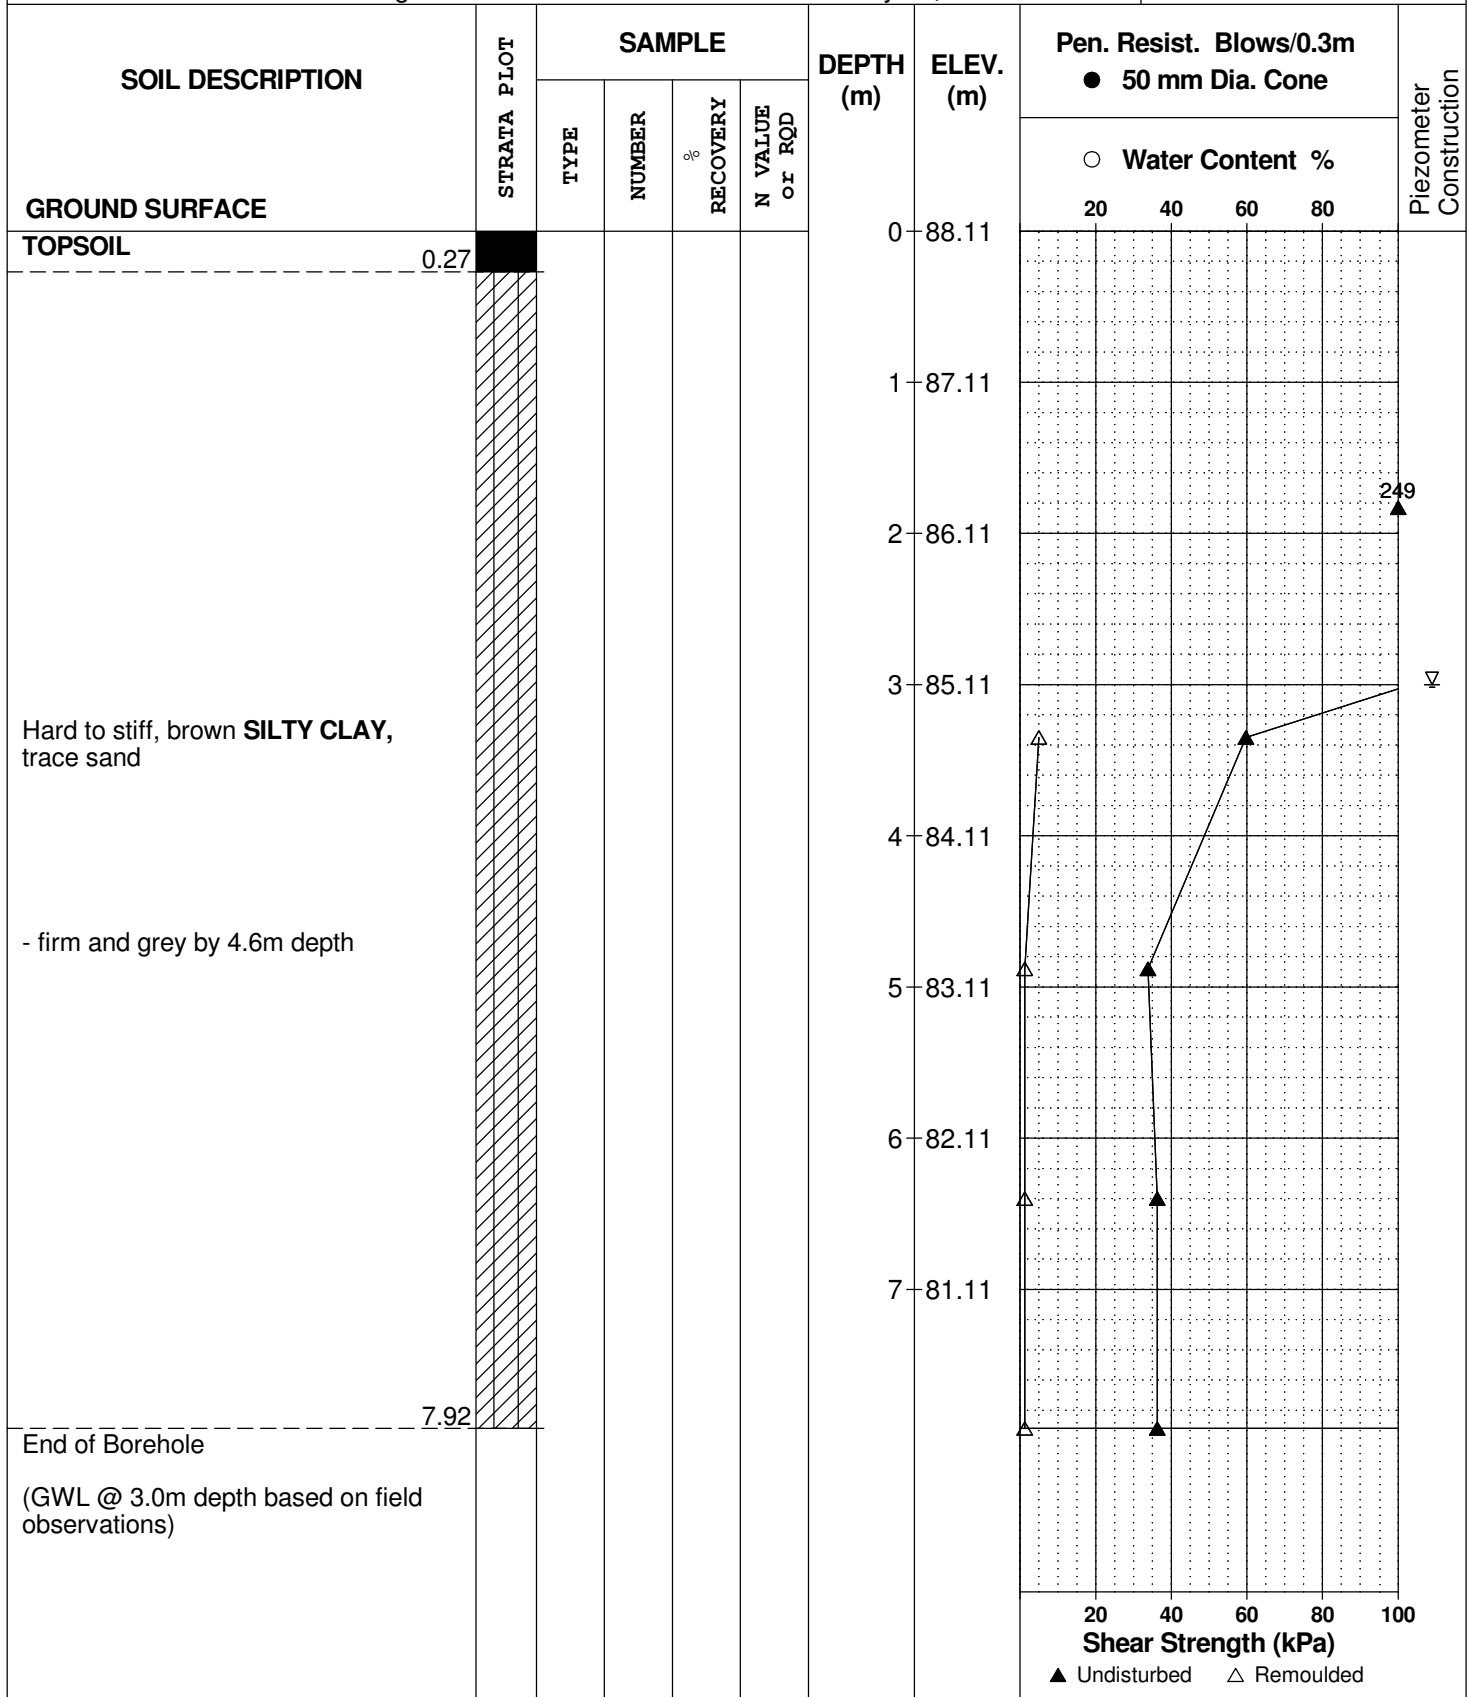 SOIL DESCRIPTION
GROUND SURFACE
STRATA PLOT
SAMPLE
TYPE
NUMBER
%
RECOVERY
N VALUE
or RQD
DEPTH
(m)
ELEV.
(m)
Pen. Resist. Blows/0.3m
● 50 mm Dia. Cone
○ Water Content %
20 40 60 80
Piezometer
Construction
TOPSOIL
0.27
0 88.11
1 87.11
249
2 86.11
3 85.11
Hard to stiff, brown SILTY CLAY,
trace sand
4 84.11
- firm and grey by 4.6m depth
5 83.11
6 82.11
7 81.11
7.92
End of Borehole
(GWL @ 3.0m depth based on field
observations)
20 40 60 80 100
Shear Strength (kPa)
▲ Undisturbed △ Remoulded